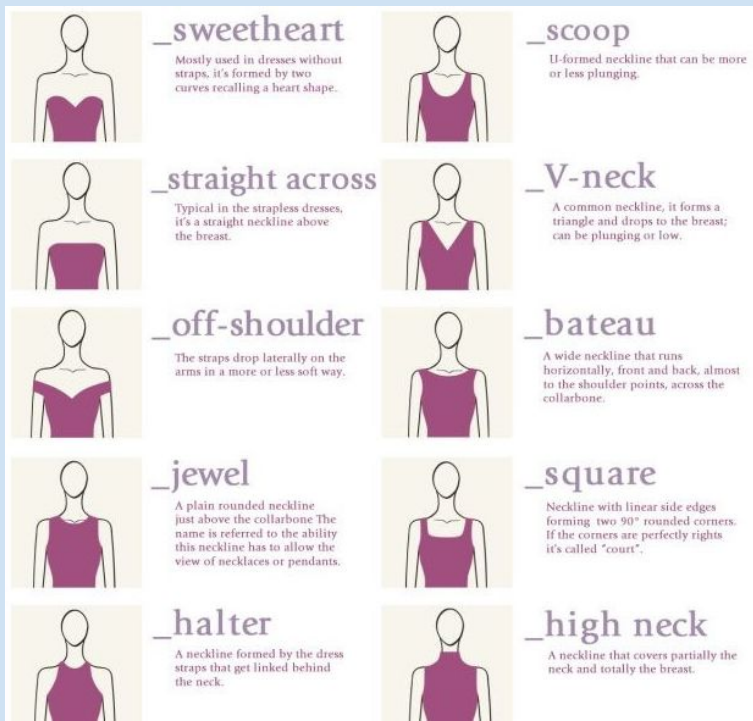 _sweetheart
Mostly used in dresses without
straps, it's formed by two
curves recalling a heart shape.
_scoop
U-formed neckline that can be more
or less plunging.
_straight across
Typical in the strapless dresses,
it's a straight neckline above
the breast.
_V-neck
A common neckline, it forms a
triangle and drops to the breast;
can be plunging or low.
_off-shoulder
The straps drop laterally on the
arms in a more or less soft way.
_bateau
A wide neckline that runs
horizontally, front and back, almost
to the shoulder points, across the
collarbone.
_jewel
A plain rounded neckline
just above the collarbone The
name is referred to the ability
this neckline has to allow the
view of necklaces or pendants.
_square
Neckline with linear side edges
forming two 90° rounded corners.
If the corners are perfectly rights
it's called "court".
_halter
A neckline formed by the dress
straps that get linked behind
the neck.
_high neck
A neckline that covers partially the
neck and totally the breast.